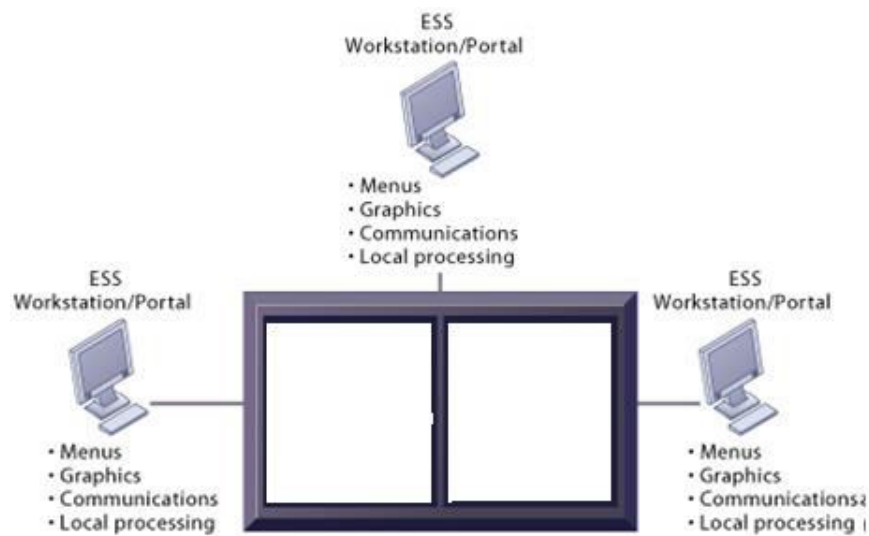 ESS
Workstation/Portal
• Menus
• Graphics
• Communications
• Local processing
ESS
Workstation/Portal
• Menus
• Graphics
• Communications
• Local processing
ESS
Workstation/Portal
• Menus
• Graphics
• Communications
• Local processing